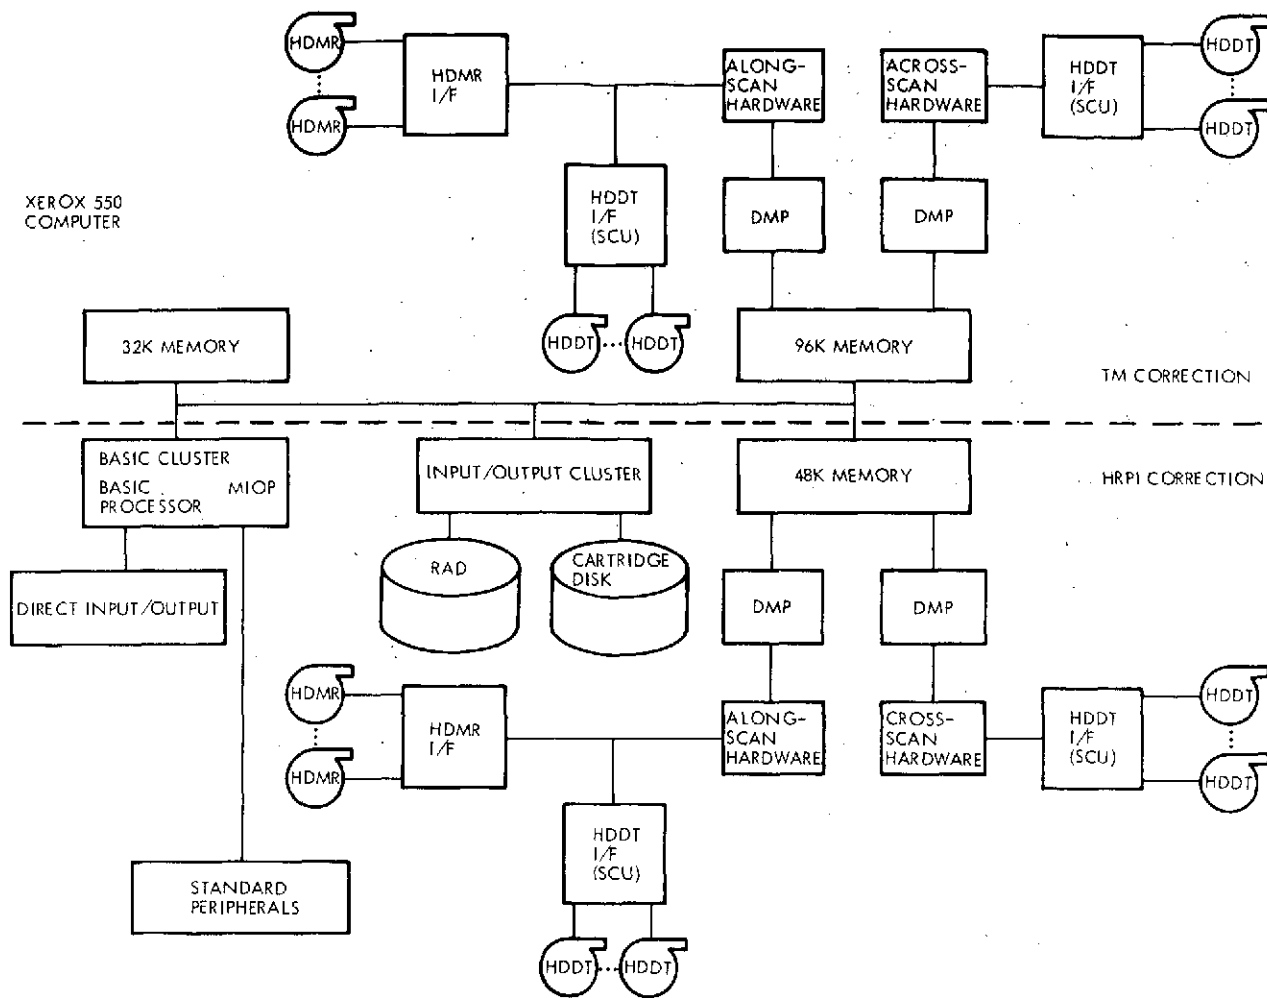 HDMR
HDMR
HDMR
I/F
ALONG-
SCAN
HARDWARE
ACROSS-
SCAN
HARDWARE
HDDT
I/F
(SCU)
HDDT
HDDT
XEROX 550
COMPUTER
HDDT
I/F
(SCU)
DMP
DMP
HDDT
HDDT
32K MEMORY
96K MEMORY
TM CORRECTION
BASIC CLUSTER
BASIC MIOP
PROCESSOR
INPUT/OUTPUT CLUSTER
48K MEMORY
HRPI CORRECTION
RAD
CARTRIDGE
DISK
DIRECT INPUT/OUTPUT
DMP
DMP
HDMR
HDMR
HDMR
I/F
ALONG-
SCAN
HARDWARE
CROSS-
SCAN
HARDWARE
HDDT
I/F
(SCU)
HDDT
HDDT
HDDT
I/F
(SCU)
STANDARD
PERIPHERALS
HDDT
HDDT